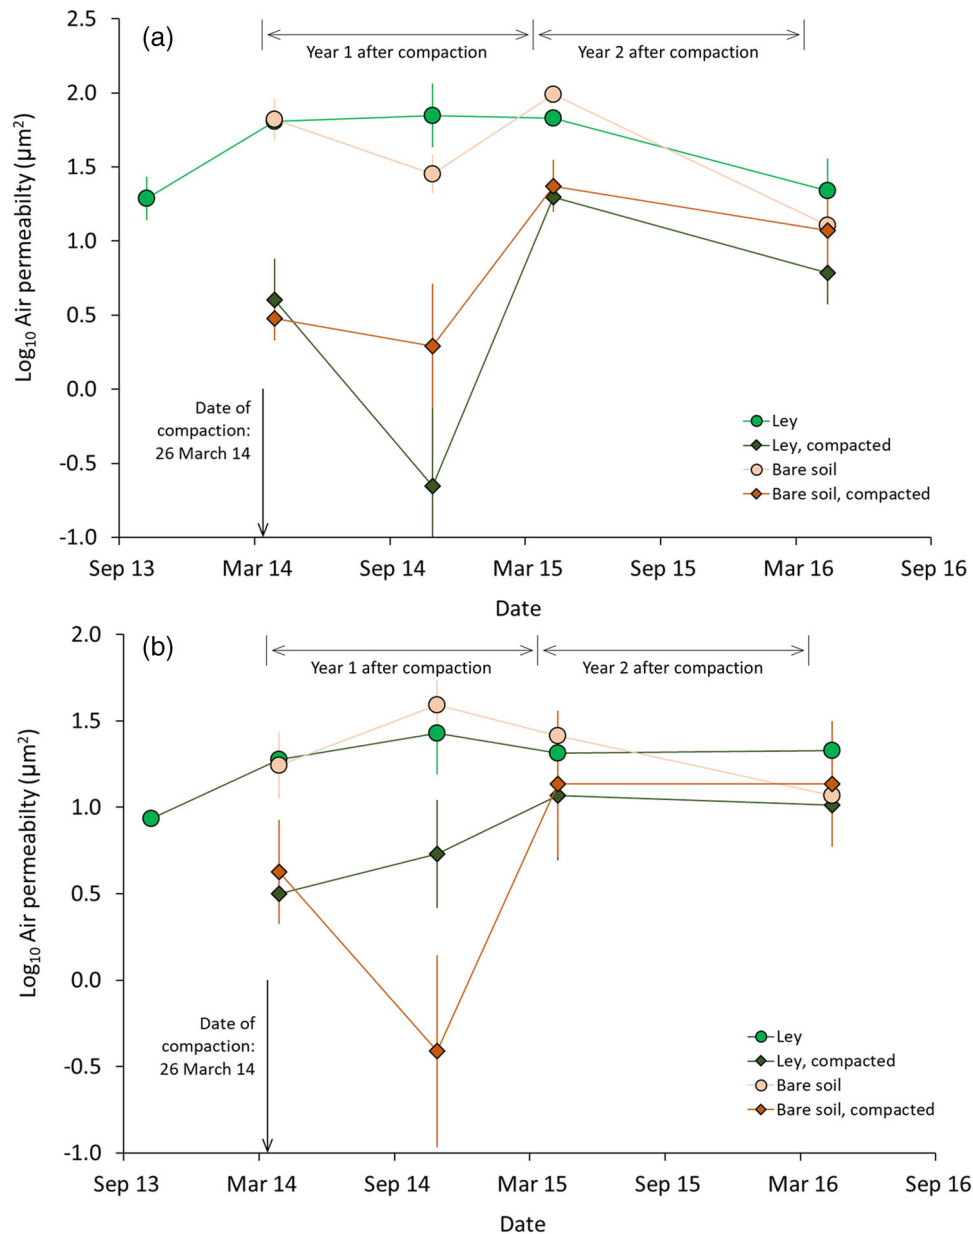 (a)
Year 1 after compaction
Year 2 after compaction
2.5
2.0
1.5
1.0
0.5
0.0
-0.5
-1.0
Log10 Air permeabilty (µm2)
Date of
compaction:
26 March 14
Ley
Ley, compacted
Bare soil
Bare soil, compacted
Sep 13
Mar 14
Sep 14
Mar 15
Sep 15
Mar 16
Sep 16
Date
(b)
Year 1 after compaction
Year 2 after compaction
2.0
1.5
1.0
0.5
0.0
-0.5
-1.0
Log10 Air permeability (µm2)
Date of
compaction:
26 March 14
Ley
Ley, compacted
Bare soil
Bare soil, compacted
Sep 13
Mar 14
Sep 14
Mar 15
Sep 15
Mar 16
Sep 16
Date